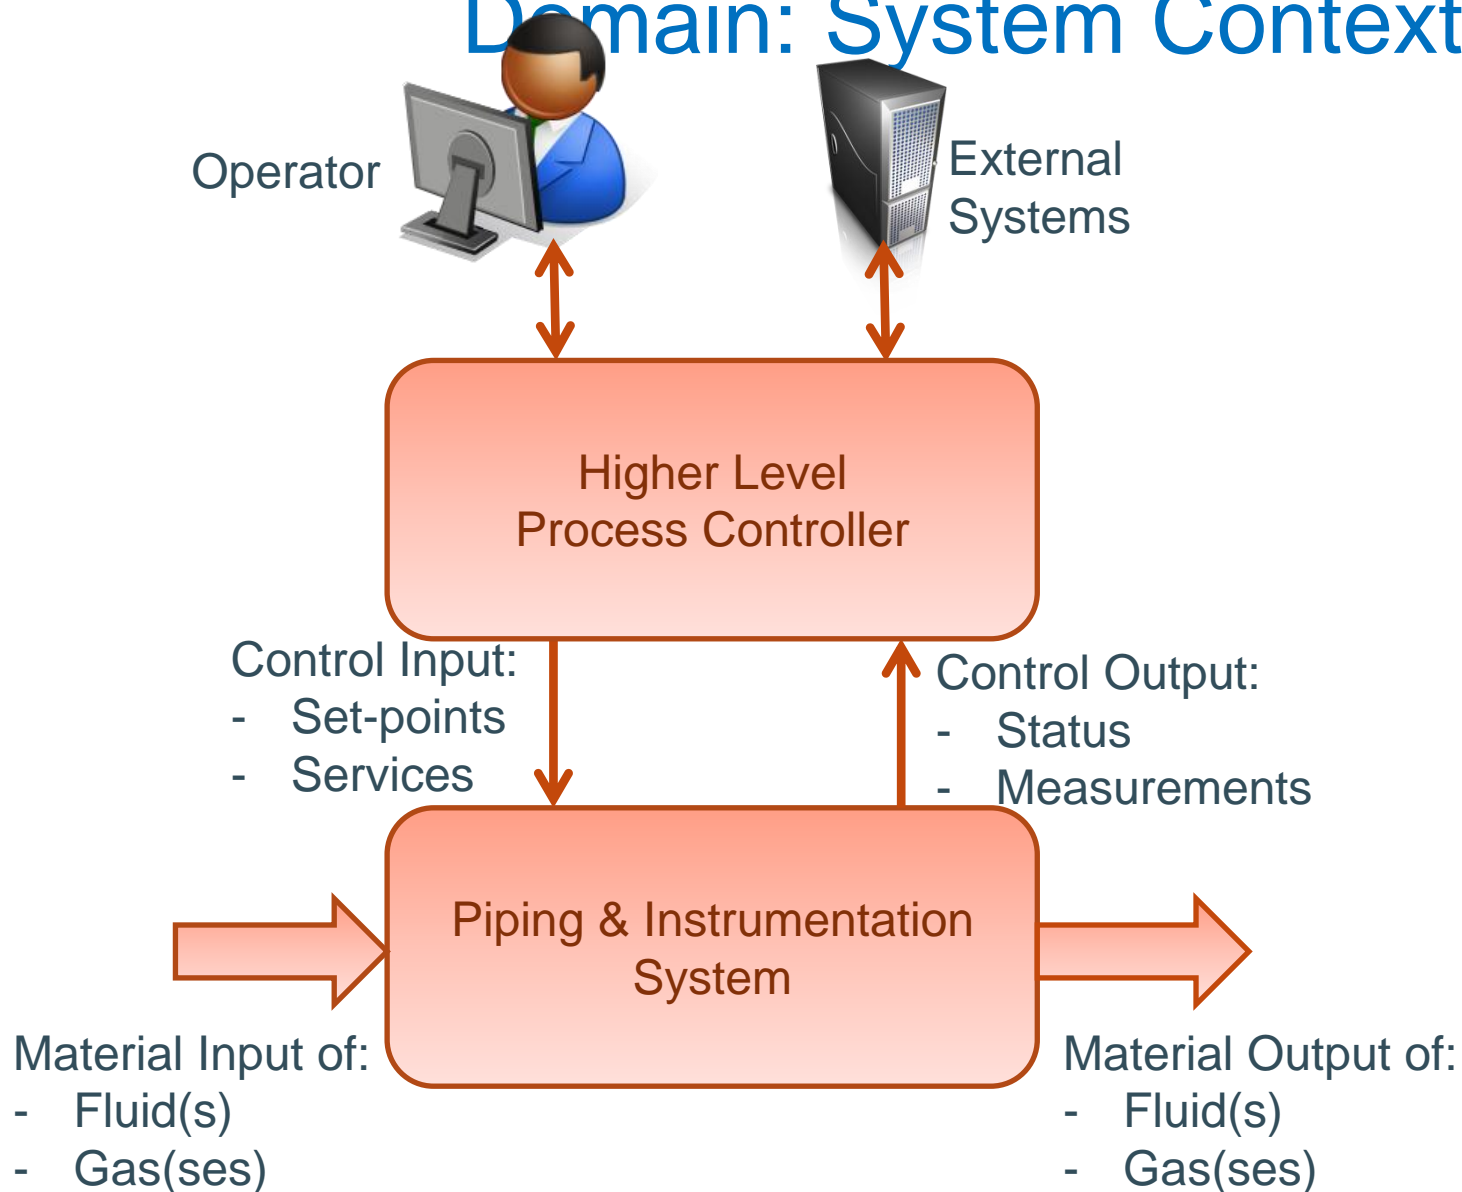 Domain: System Context
Operator
External
Systems
Higher Level
Process Controller
Control Input:
- Set-points
- Services
Control Output:
- Status
- Measurements
Piping & Instrumentation
System
Material Input of:
- Fluid(s)
- Gas(ses)
Material Output of:
- Fluid(s)
- Gas(ses)